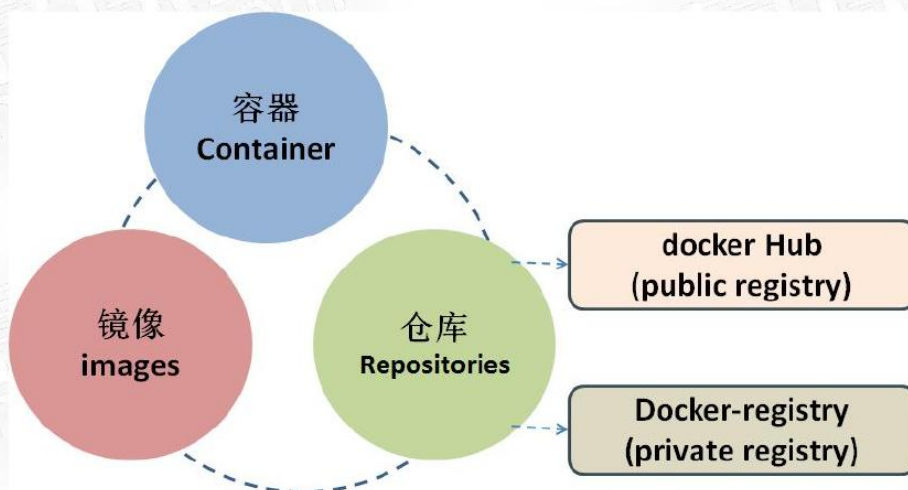 容器
Container
镜像
images
仓库
Repositories
docker Hub
(public registry)
Docker-registry
(private registry)